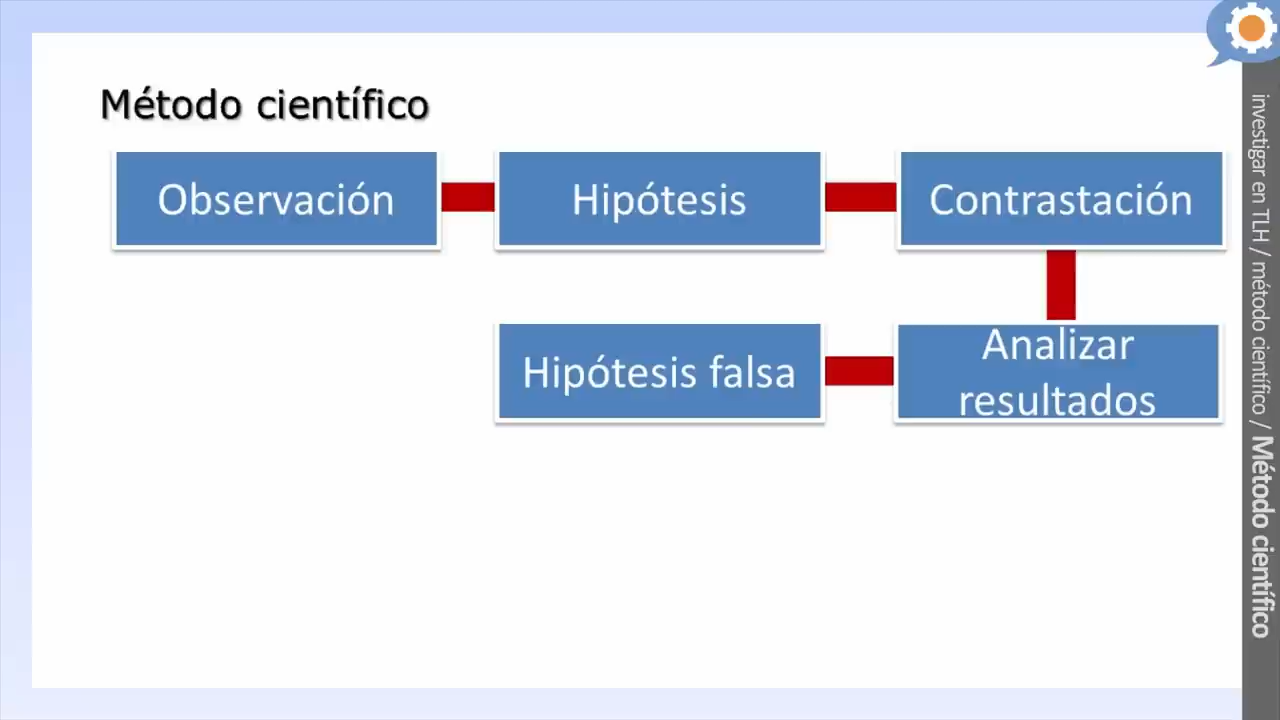 Método científico
Observación
Hipótesis
Contrastación
Hipótesis falsa
Analizar
resultados
investigar en TLH / método científico / Método científico